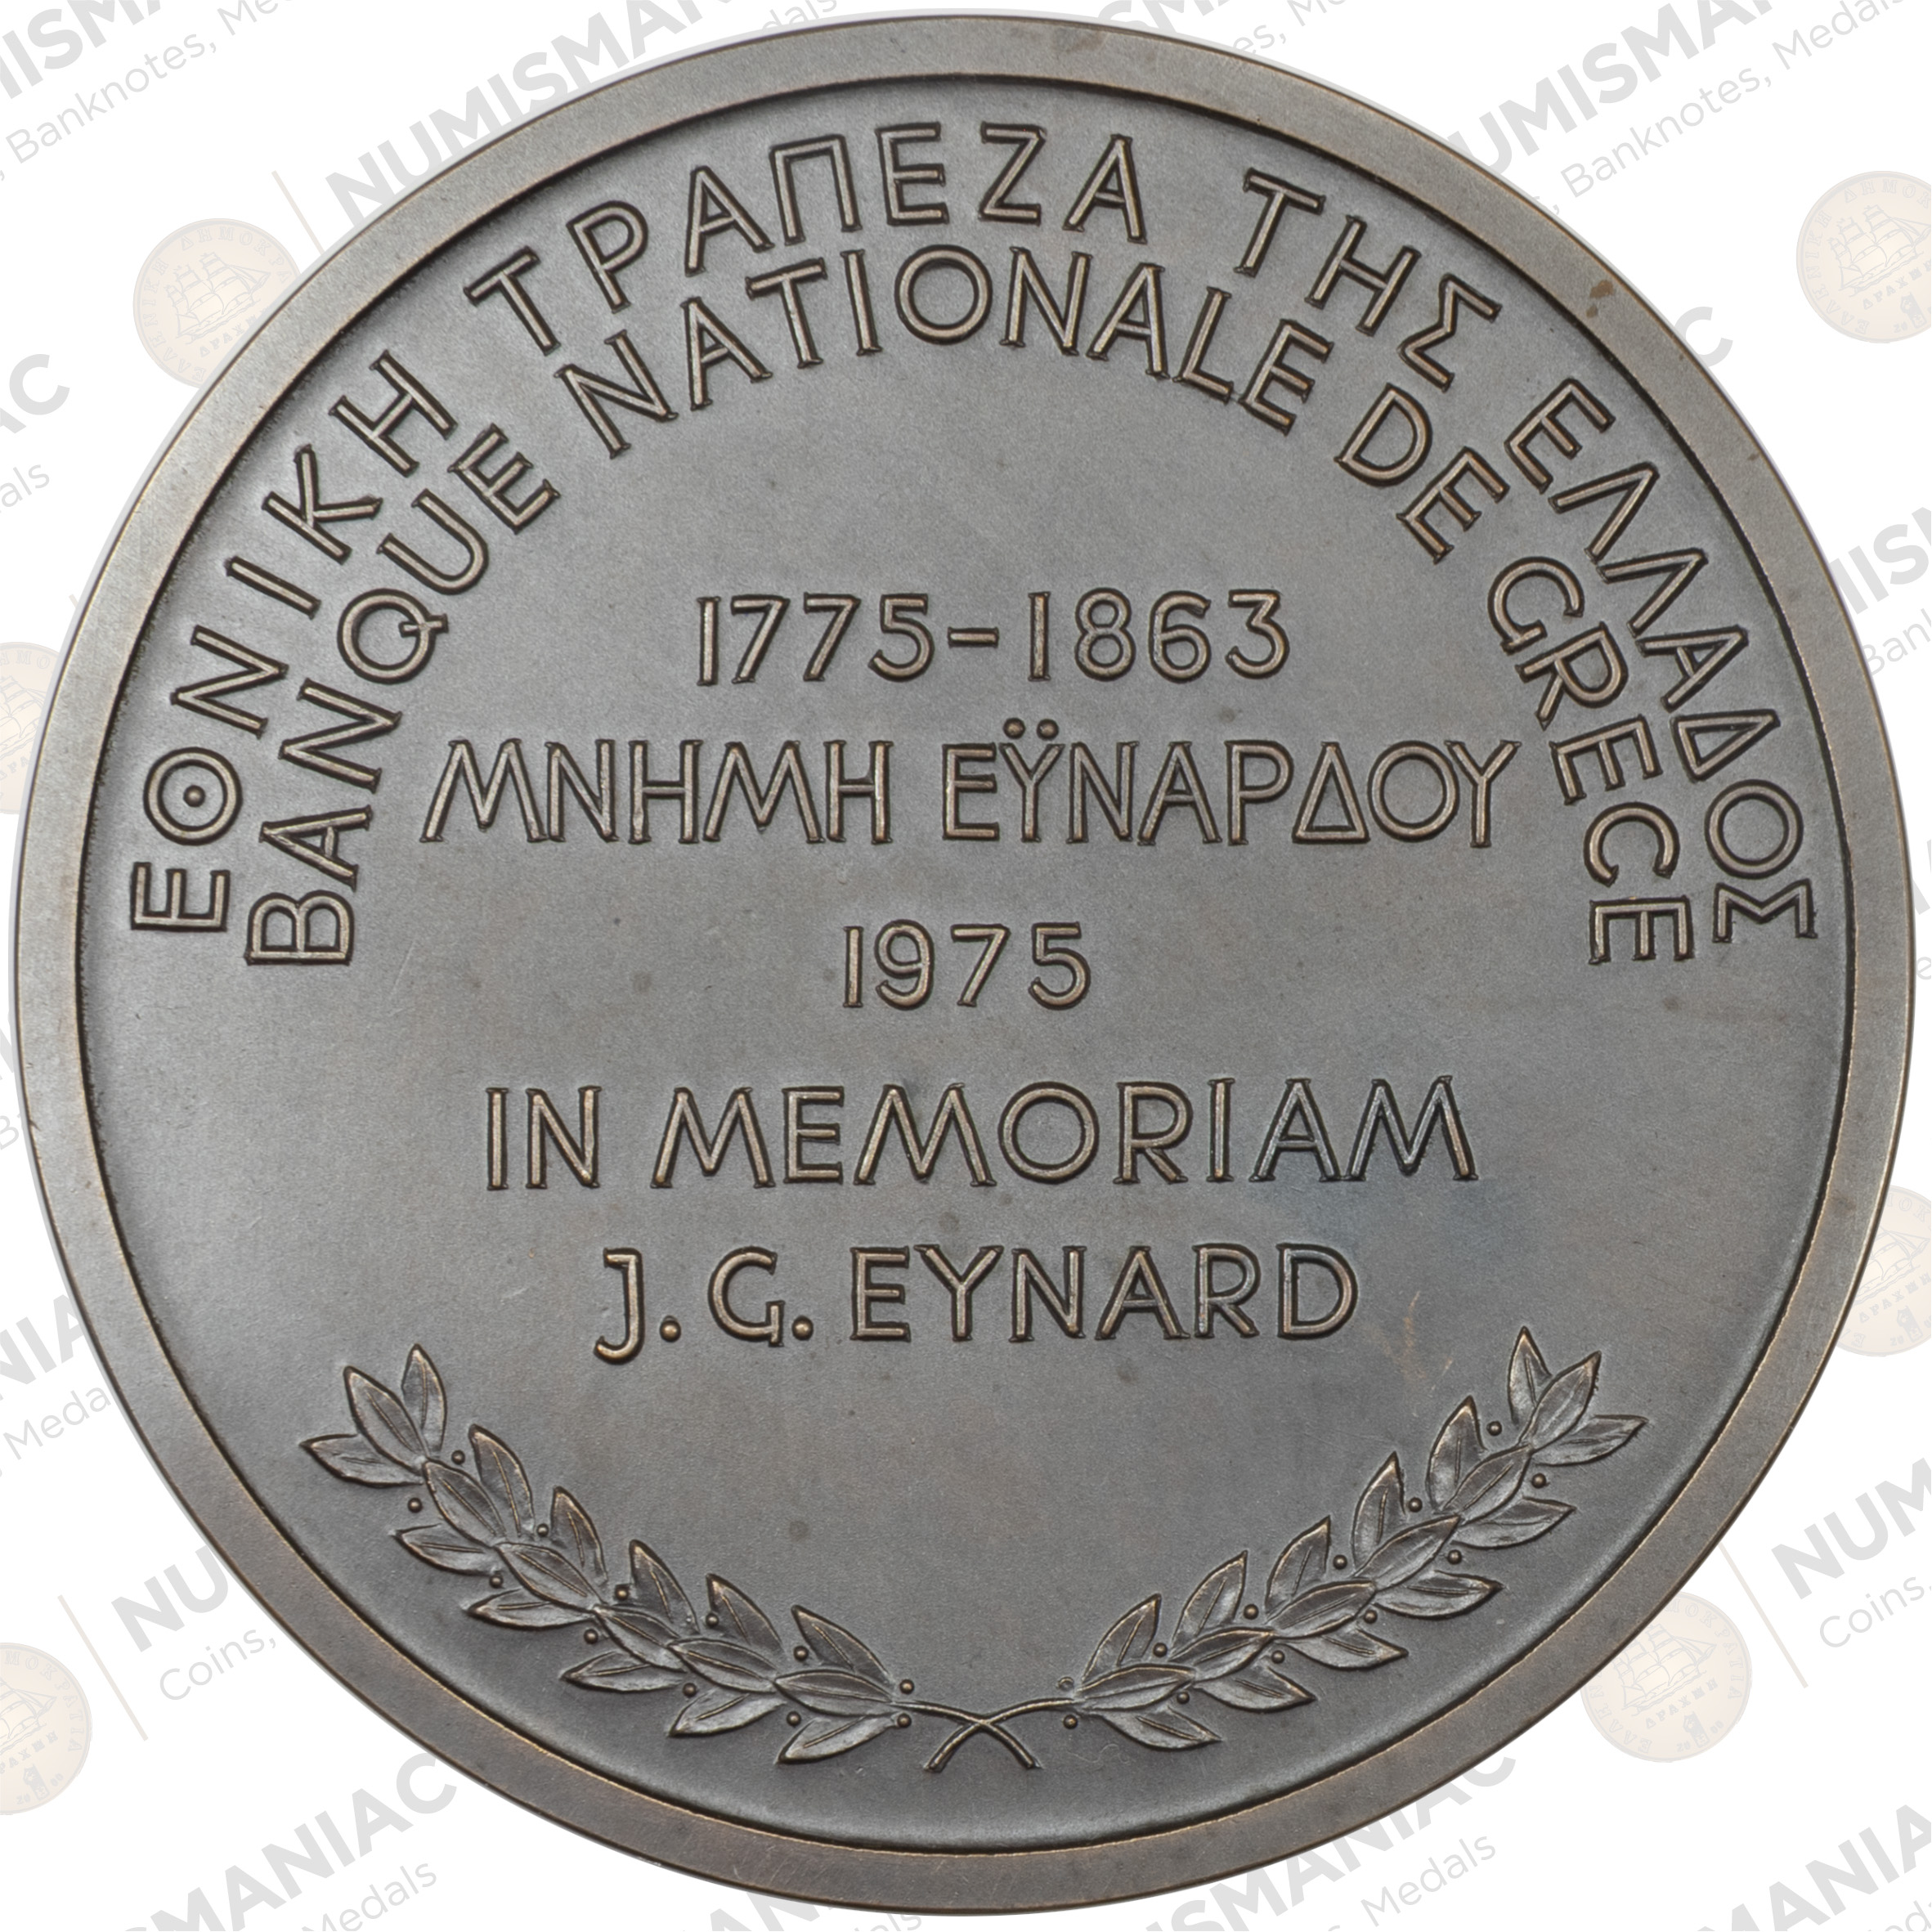 ΕΘΝΙΚΗ ΤΡΑΠΕΖΑ ΤΗΣ ΕΛΛΑΔΟΣ
BANQUE NATIONALE DE GRECE
1775-1863
ΜΝΗΜΗ ΕΫΝΑΡΔΟΥ
1975
IN MEMORIAM
J. G. EYNARD